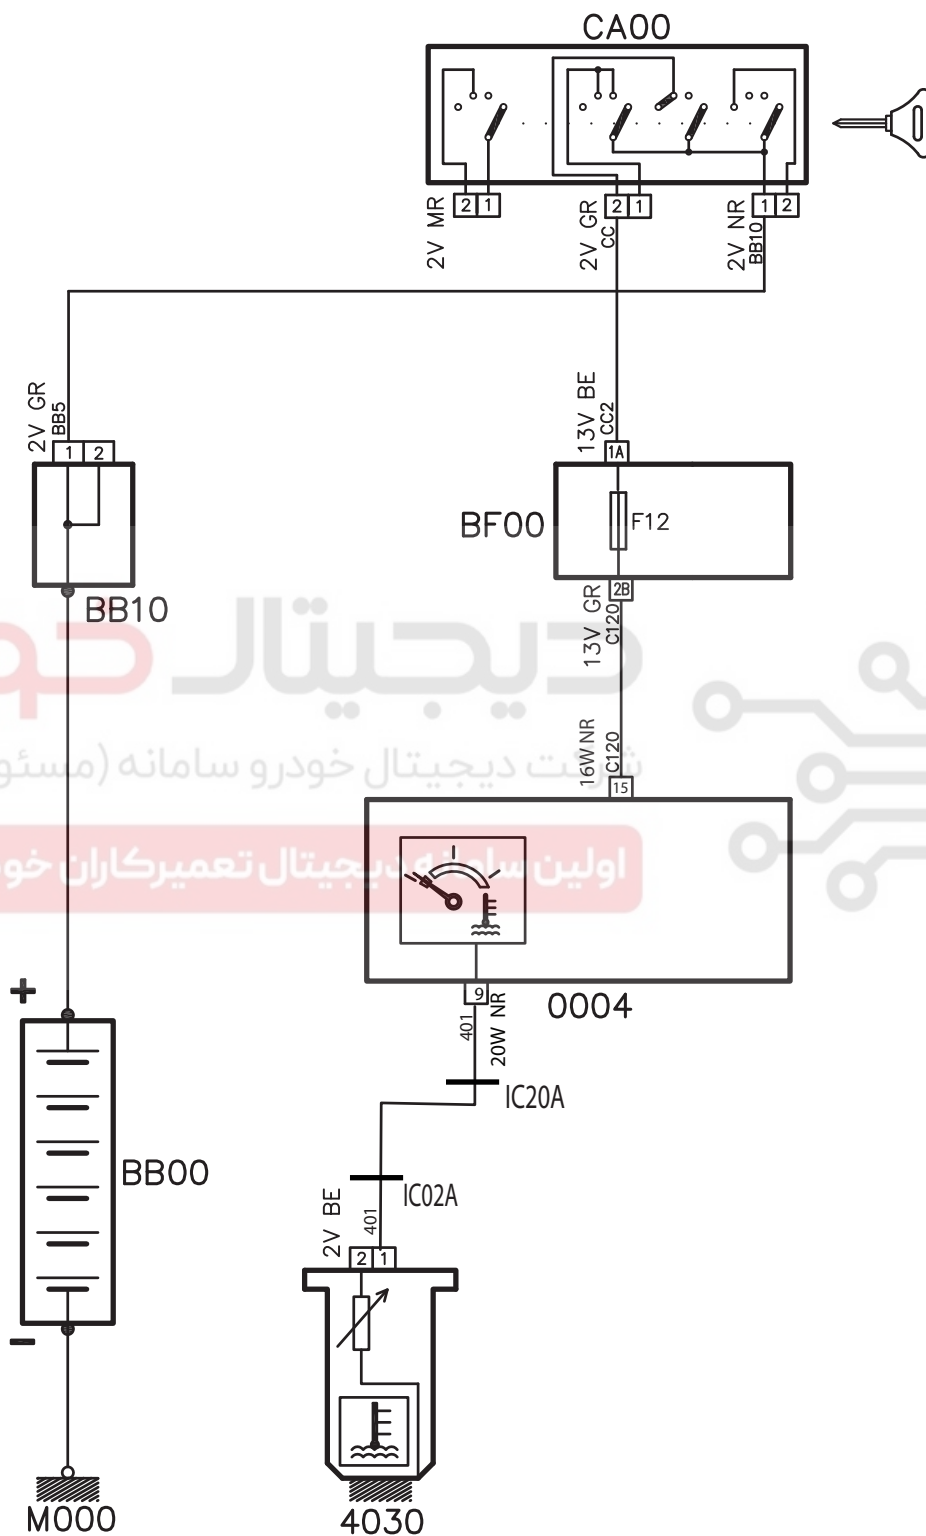 CA00
2 1
2 1
1 2
2V MR
2V GR
CC
2V NR
BB10
2V GR
BB5
13V BE
CC2
1 2
1A
BF00
F12
2B
BB10
13V GR
C120
دیجیتال خو
16W NR
C120
شرکت دیجیتال خودرو سامانه (مسئو
15
اولین سامانه دیجیتال تعمیرکاران خو
+
9
0004
401
20W NR
IC20A
BB00
IC02A
2V BE
401
2 1
-
M000
4030